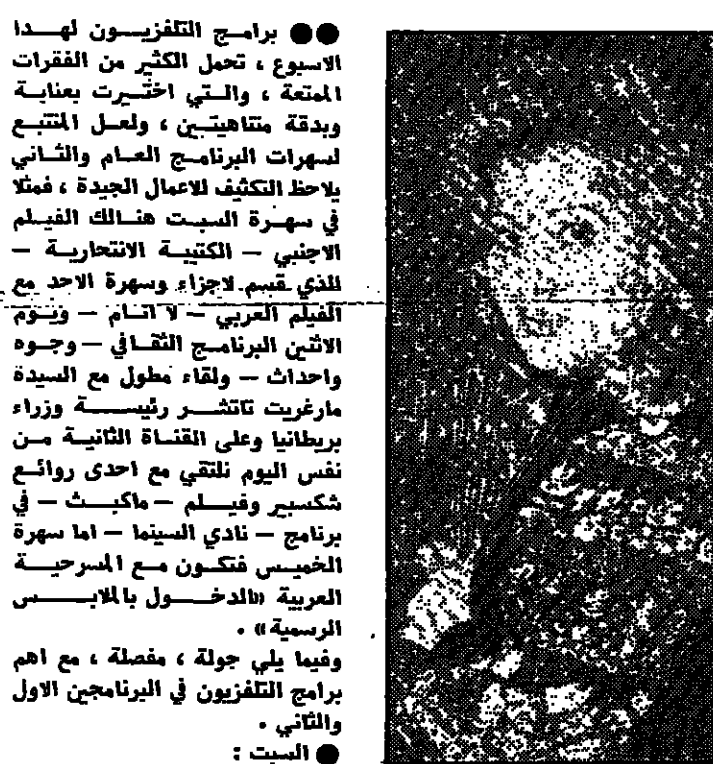 ●● برامج التلفزيون لهدا
الاسبوع ، تحمل الكثير من الفقرات
الممتعة ، والتي اختيرت بعناية
وبدقة متناهيتين ، ولعل المتتبع
لسهرات البرنامج العام والثاني
يلاحظ التكثيف للاعمال الجيدة ، فمثلا
في سهرة السبت هنالك الفيلم
الاجنبي — الكتيبة الانتحارية —
للذي قسم لاجزاء وسهرة الاحد مع
الفيلم العربي — لا انام — ويوم
الاثنين البرنامج الثقافي — وجوه
واحداث — ولقاء مطول مع السيدة
مارغريت تاتشر رئيسة وزراء
بريطانيا وعلى القناة الثانية من
نفس اليوم نلتقي مع احدى روائع
شكسبير وفيلم — ماكبث — في
برنامج — نادي السينما — اما سهرة
الخميس فتكون مع المسرحية
العربية «الدخول بالملابس
الرسمية» .
وفيما يلي جولة ، مفصلة ، مع اهم
برامج التلفزيون في البرنامجين الاول
والثاني .
● السبت :